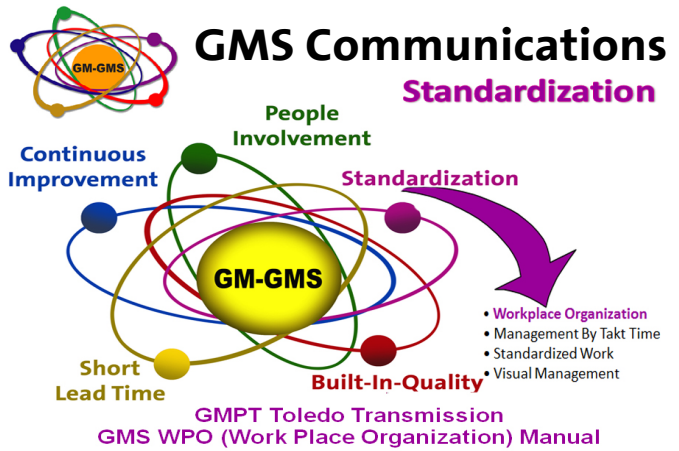 GM-GMS
GMS Communications
Standardization
People
Involvement
Continuous
Improvement
Standardization
GM-GMS
• Workplace Organization
• Management By Takt Time
• Standardized Work
• Visual Management
Short
Lead Time
Built-In-Quality
GMPT Toledo Transmission
GMS WPO (Work Place Organization) Manual